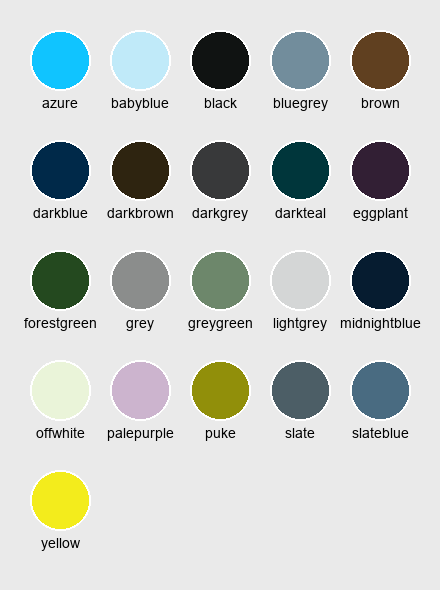 azure babyblue black bluegrey brown
darkblue darkbrown darkgrey darkteal eggplant
forestgreen grey greygreen lightgrey midnightblue
offwhite palepurple puke slate slateblue
yellow